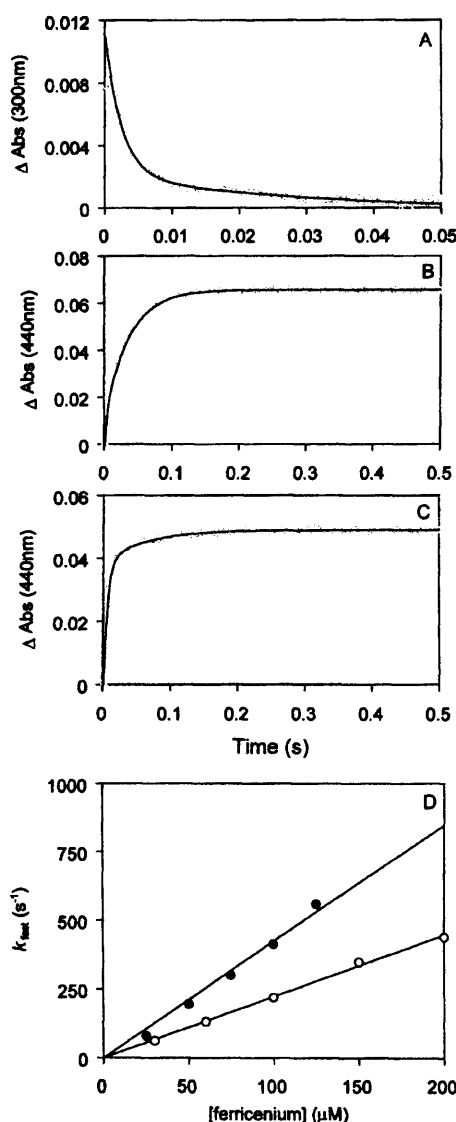 A
Δ Abs (300nm)
0.012
0.008
0.004
0
0 0.01 0.02 0.03 0.04 0.05
B
Δ Abs (440nm)
0.08
0.06
0.04
0.02
0
0 0.1 0.2 0.3 0.4 0.5
C
Δ Abs (440nm)
0.06
0.04
0.02
0
0 0.1 0.2 0.3 0.4 0.5
Time (s)
D
kfast (s-1)
1000
750
500
250
0
0 50 100 150 200
[ferricenium] (μM)